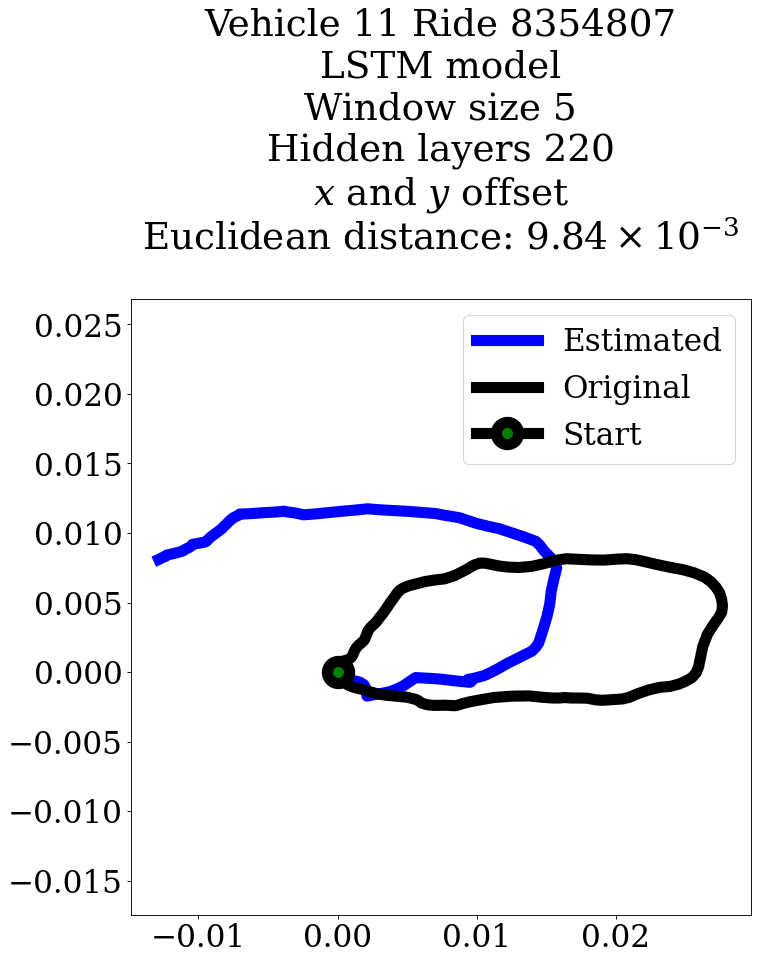 Vehicle 11 Ride 8354807
LSTM model
Window size 5
Hidden layers 220
x and y offset
Euclidean distance: 9.84 × 10⁻³
Estimated
Original
Start
0.025
0.020
0.015
0.010
0.005
0.000
−0.005
−0.010
−0.015
−0.01 0.00 0.01 0.02